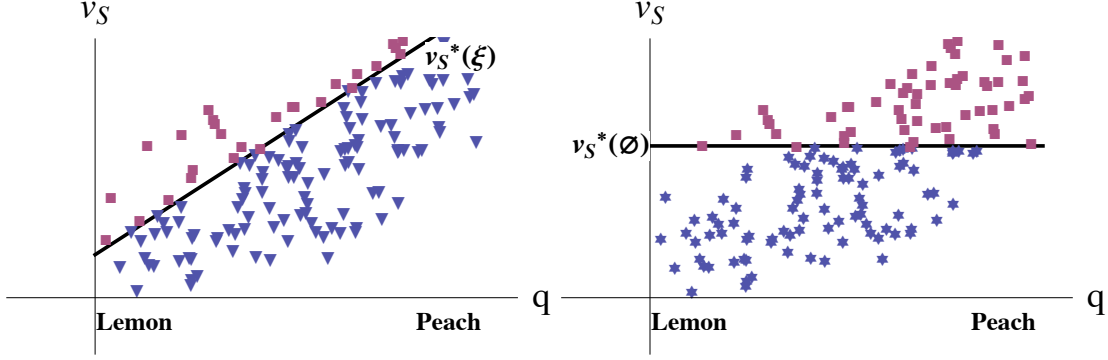 v_S
v_S*(ξ)
q
Lemon
Peach
v_S
v_S*(∅)
q
Lemon
Peach